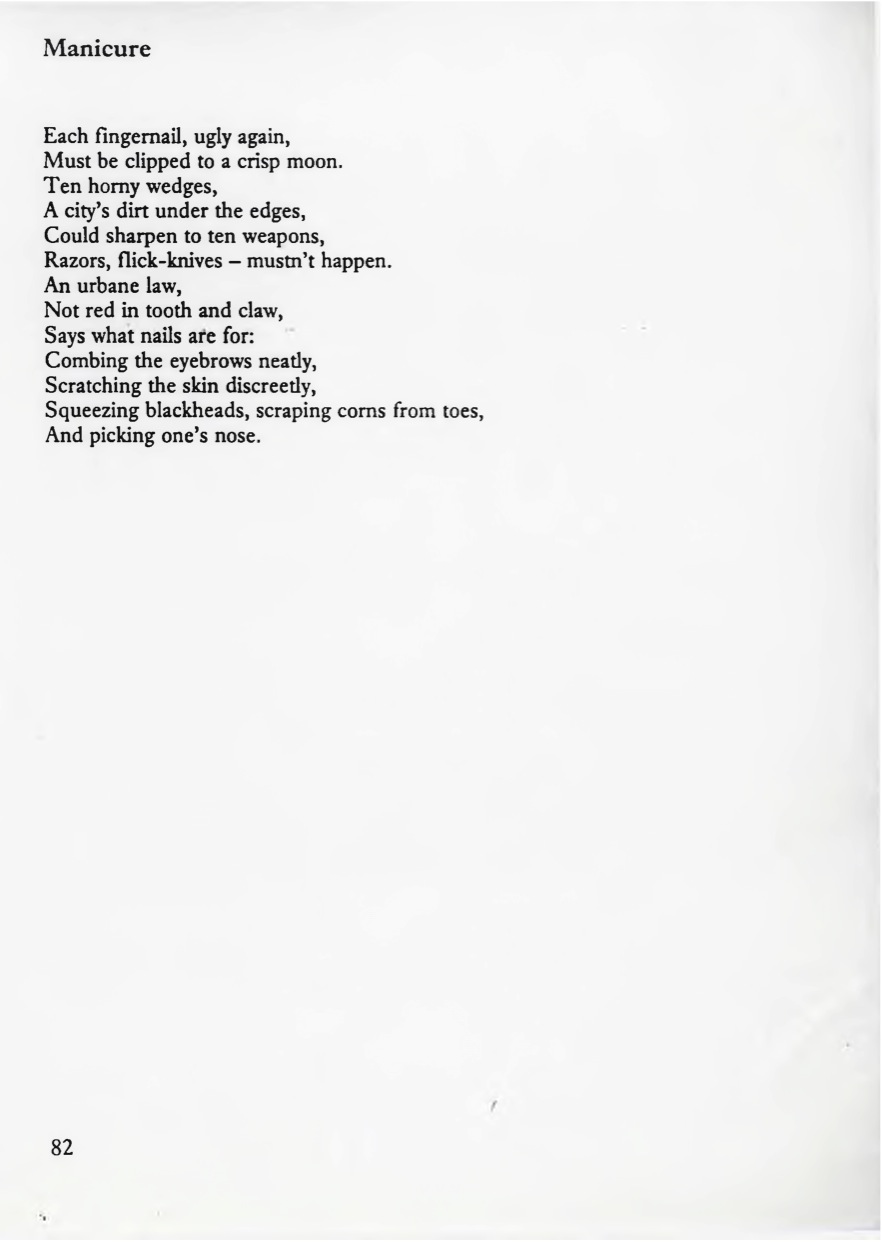 Manicure
Each fingernail, ugly again,
Must be clipped to a crisp moon.
Ten horny wedges,
A city's dirt under the edges,
Could sharpen to ten weapons,
Razors, flick-knives – mustn't happen.
An urbane law,
Not red in tooth and claw,
Says what nails are for:
Combing the eyebrows neatly,
Scratching the skin discreetly,
Squeezing blackheads, scraping corns from toes,
And picking one's nose.
82